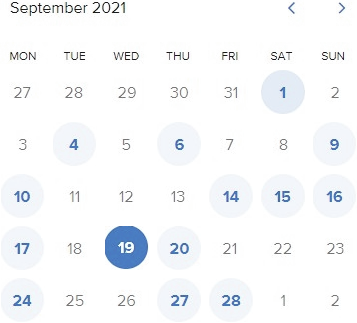 September 2021 < >
MON TUE WED THU FRI SAT SUN
27 28 29 30 31 1 2
3 4 5 6 7 8 9
10 11 12 13 14 15 16
17 18 19 20 21 22 23
24 25 26 27 28 1 2